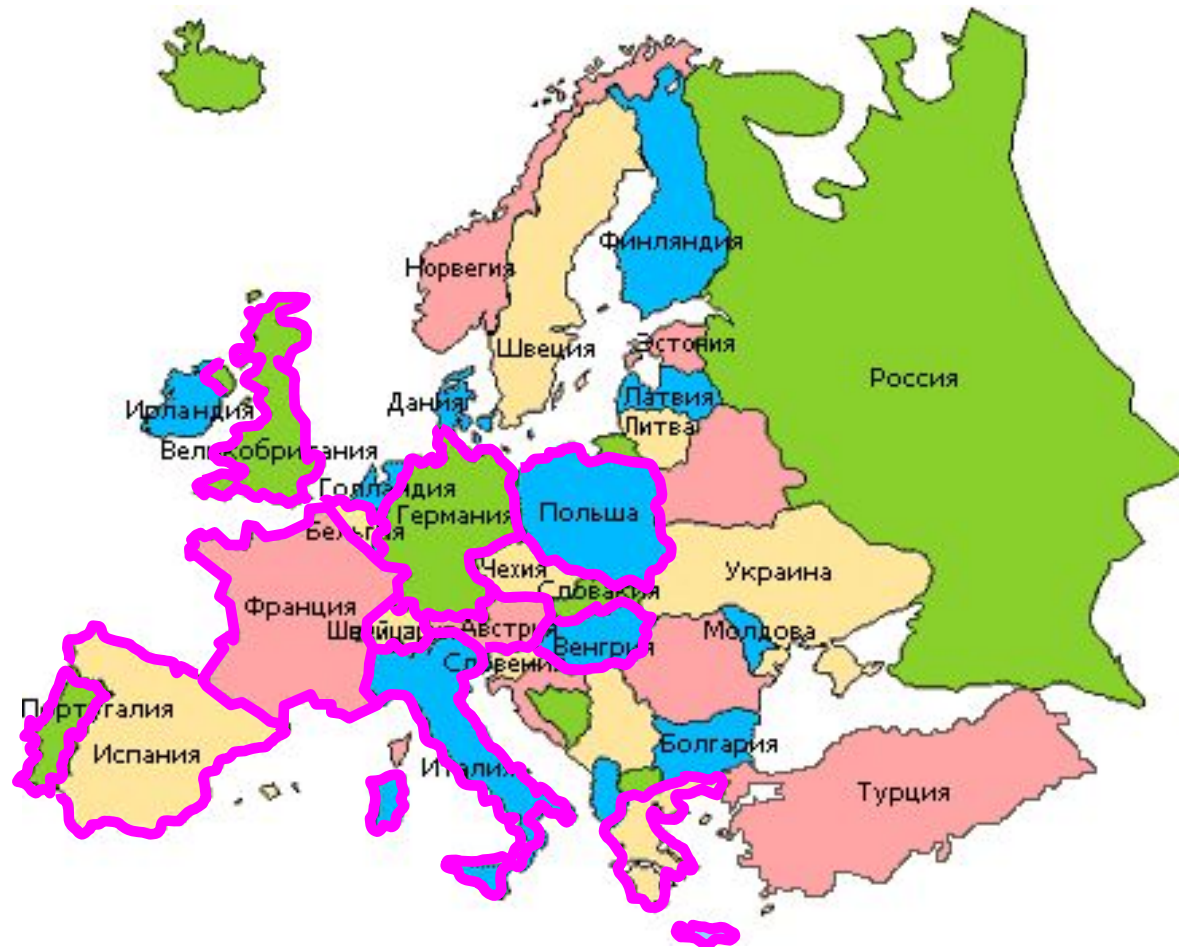 Финляндия
Норвегия
Эстония
Швеция
Россия
Латвия
Дания
Ирландия
Литва
Великобритания
Голландия
Германия
Польша
Бельгия
Чехия
Украина
Словакия
Франция
Швейцария
Австрия
Молдова
Венгрия
Словения
Португалия
Болгария
Испания
Италия
Турция